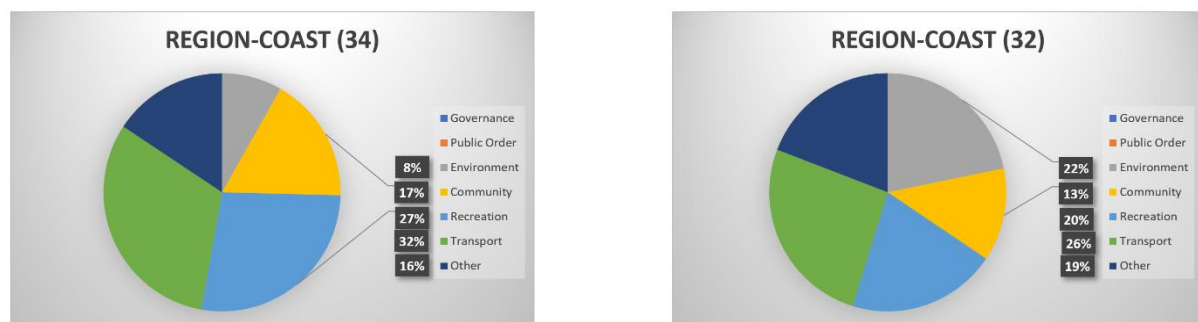 REGION-COAST (34)
Governance
Public Order
8% Environment
17% Community
27% Recreation
32% Transport
16% Other
REGION-COAST (32)
Governance
Public Order
22% Environment
13% Community
20% Recreation
26% Transport
19% Other